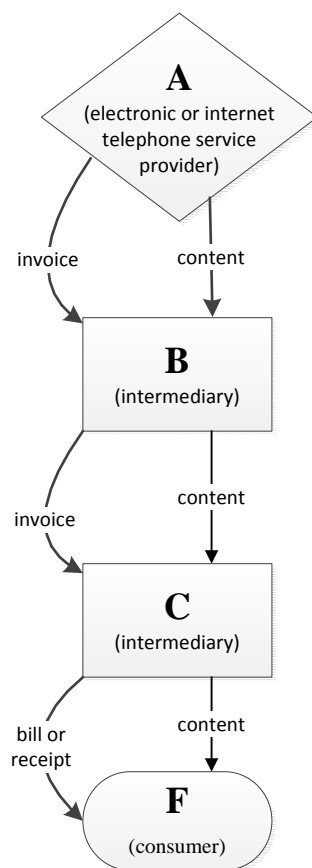 A
(electronic or internet
telephone service
provider)
invoice
content
B
(intermediary)
content
invoice
C
(intermediary)
content
bill or
receipt
F
(consumer)